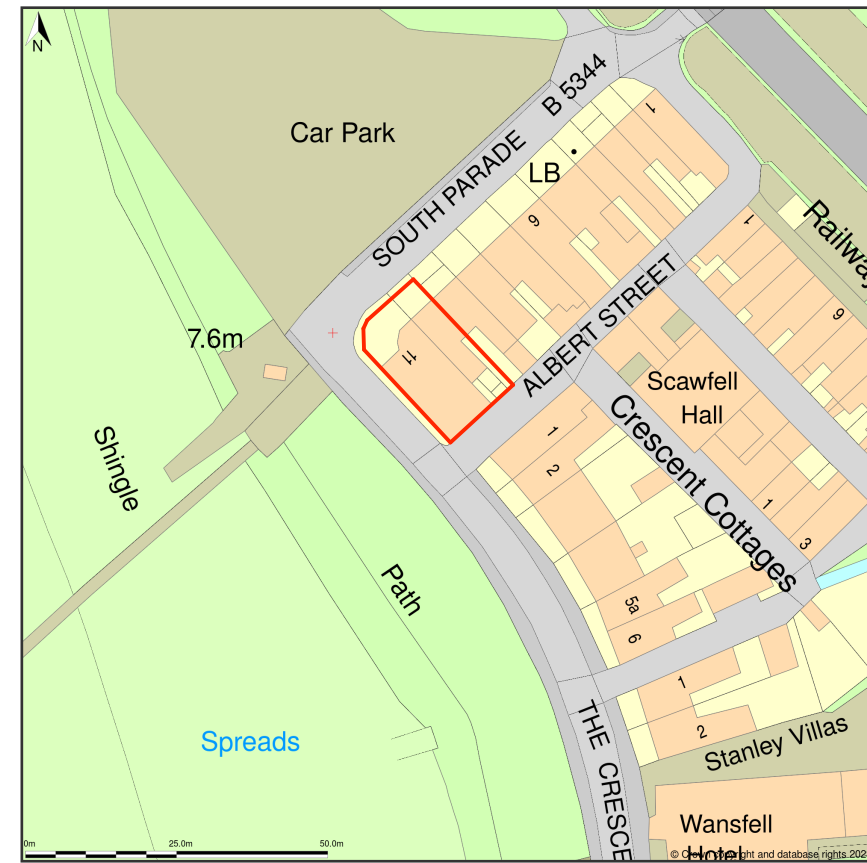 N
B 5344
1
Car Park
SOUTH PARADE
LB
9
1
Railway
7.6m
ALBERT STREET
9
11
Scawfell
Hall
Crescent Cottages
1
2
Shingle
1
3
Path
5a
6
1
Spreads
2
Stanley Villas
THE CRESCE
Wansfell
Hotel
0m
25.0m
50.0m
© Crown copyright and database rights 202